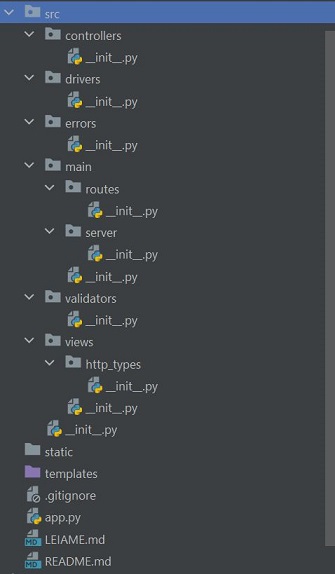 src
controllers
__init__.py
drivers
__init__.py
errors
__init__.py
main
routes
__init__.py
server
__init__.py
__init__.py
validators
__init__.py
views
http_types
__init__.py
__init__.py
__init__.py
static
templates
.gitignore
app.py
MD LEIAME.md
MD README.md